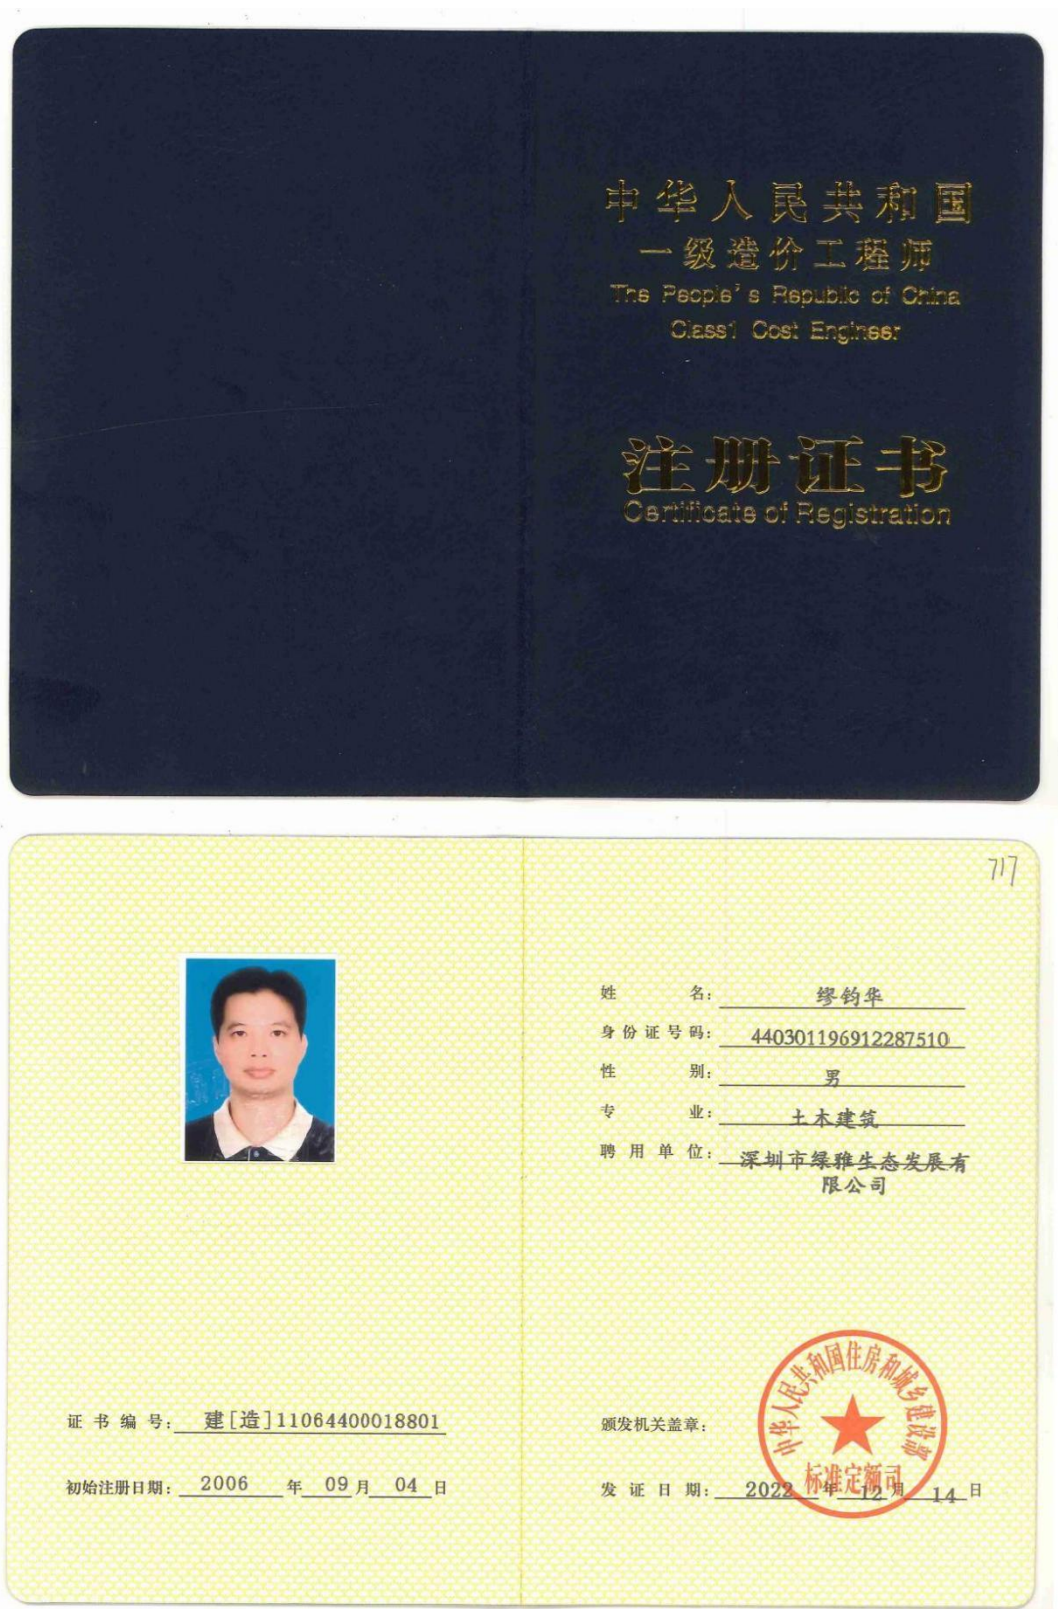 中华人民共和国
一级造价工程师
The People's Republic of China
Class1 Cost Engineer
注册证书
Certificate of Registration
717
姓 名: 缪钧华
身份证号码: 440301196912287510
性 别: 男
专 业: 土木建筑
聘用单位: 深圳市绿雅生态发展有
限公司
证书编号: 建[造]11064400018801
初始注册日期: 2006 年 09 月 04 日
颁发机关盖章:
中华人民共和国住房和城乡建设部
标准定额司
发证日期: 2022 年 12 月 14 日